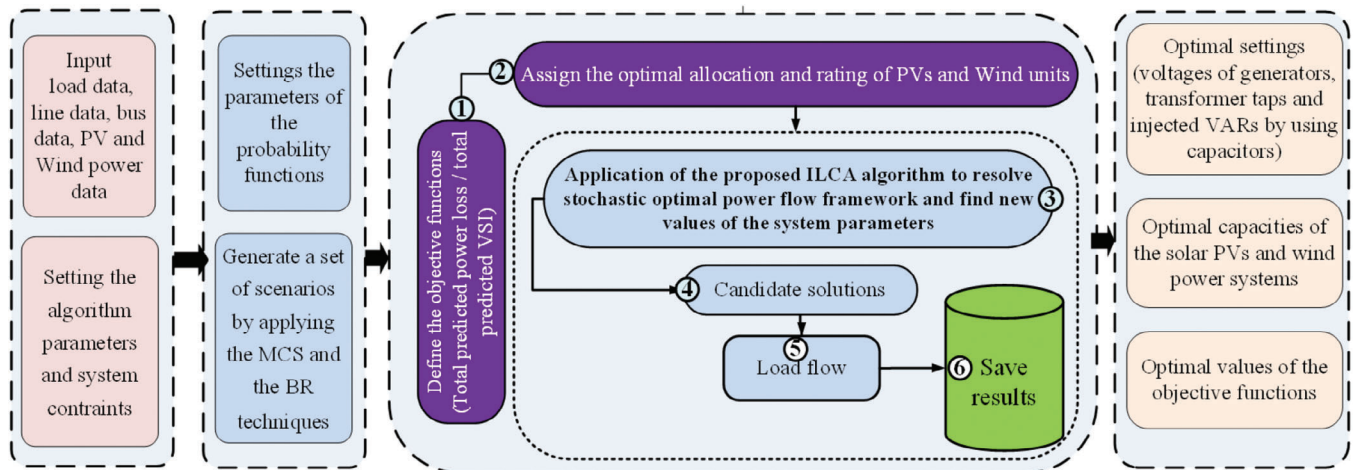 Input
load data,
line data, bus
data, PV and
Wind power
data
Setting the
algorithm
parameters
and system
contraints
Settings the
parameters of
the
probability
functions
Generate a set
of scenarios
by applying
the MCS and
the BR
techniques
1
Define the objective functions
(Total predicted power loss / total
predicted VSI)
2
Assign the optimal allocation and rating of PVs and Wind units
Application of the proposed ILCA algorithm to resolve
stochastic optimal power flow framework and find new
values of the system parameters
3
4
Candidate solutions
5
Load flow
6
Save
results
Optimal settings
(voltages of generators,
transformer taps and
injected VARs by using
capacitors)
Optimal capacities of
the solar PVs and wind
power systems
Optimal values of the
objective functions